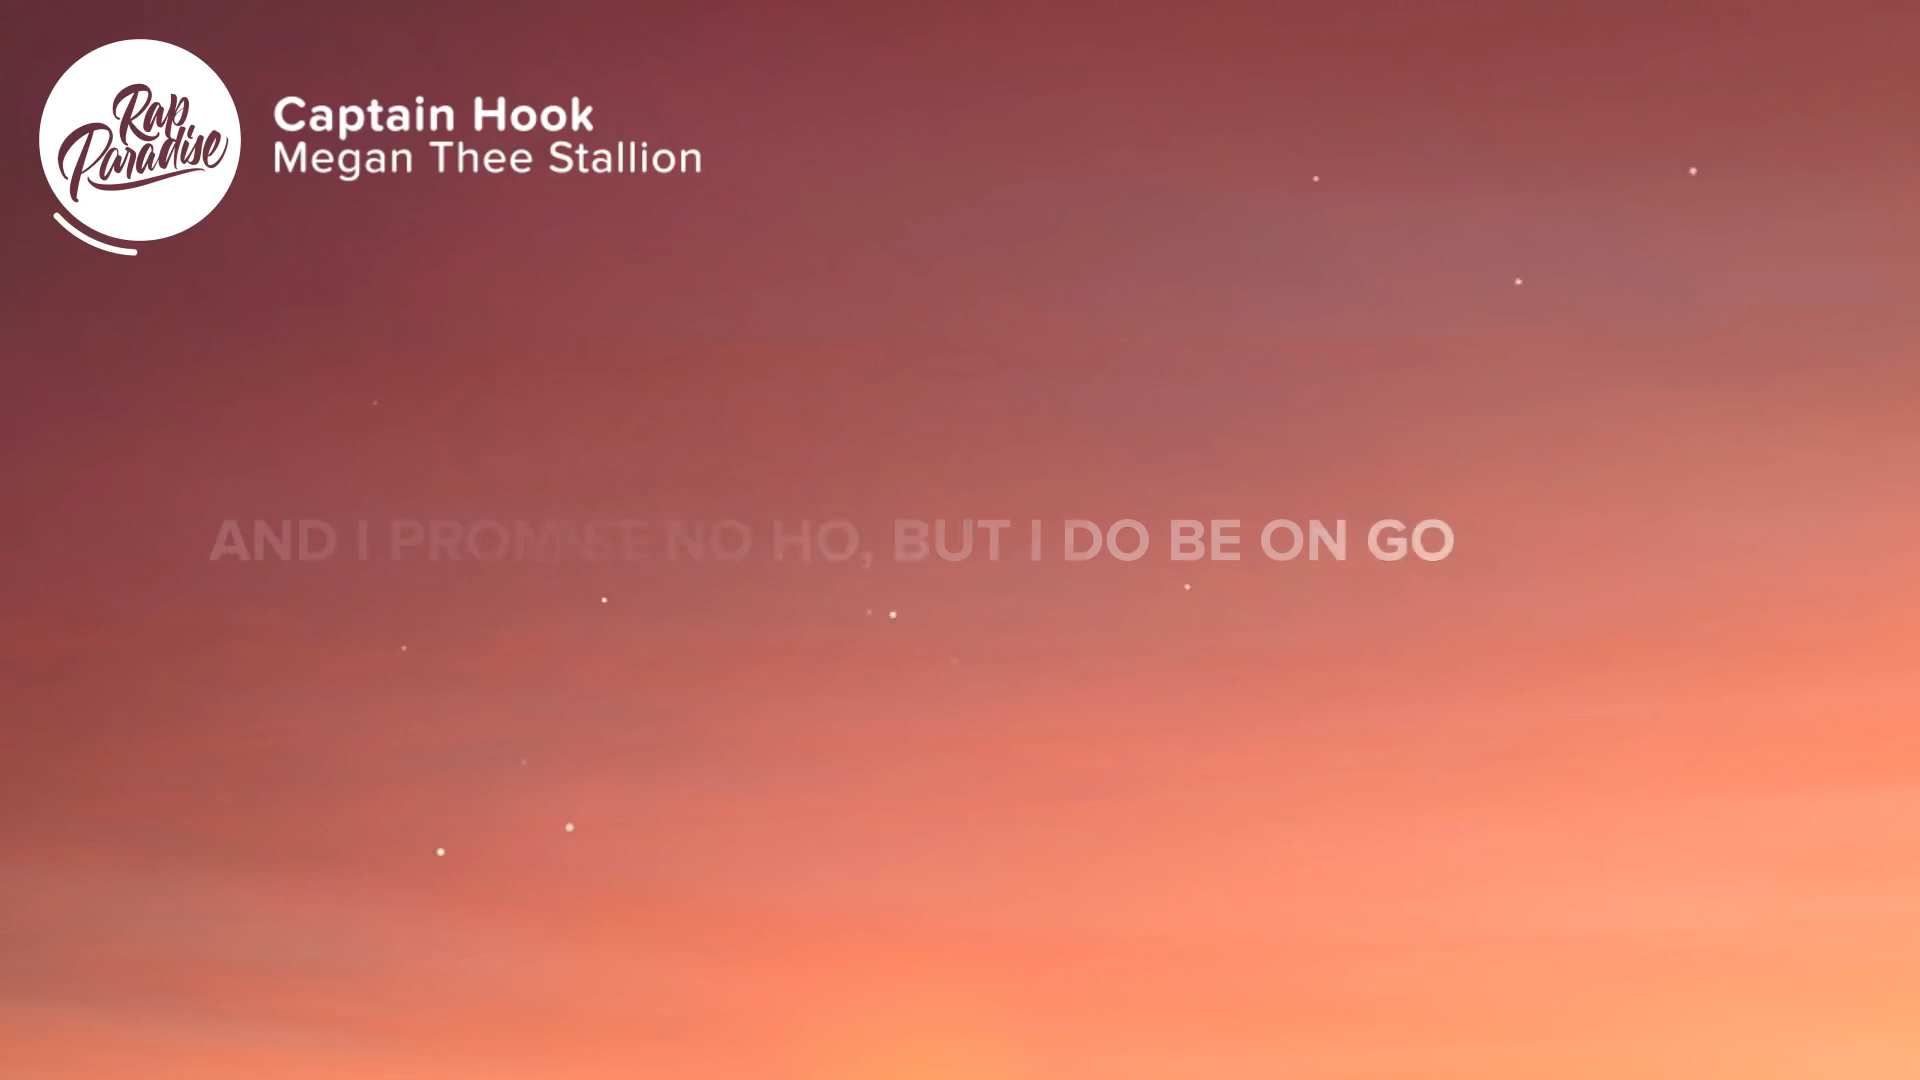 Rap
Paradise
Captain Hook
Megan Thee Stallion
AND I PROMISE NO HO, BUT I DO BE ON GO